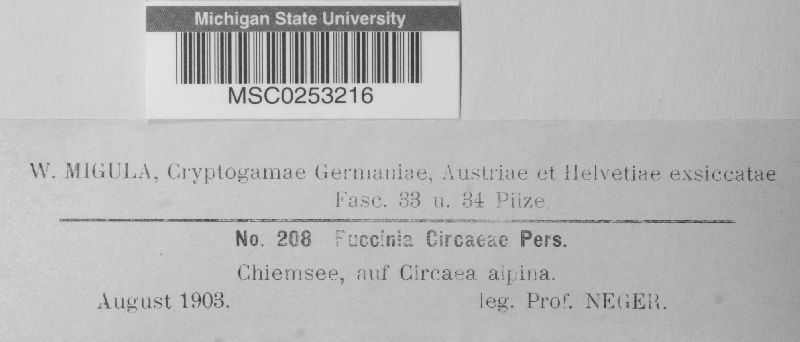 Michigan State University
MSC0253216
W. MIGULA, Cryptogamae Germaniae, Austriae et Helvetiae exsiccatae
Fasc. 33 u. 34 Pilze
No. 208 Puccinia Circaeae Pers.
Chiemsee, auf Circaea alpina.
August 1903. leg. Prof. NEGER.